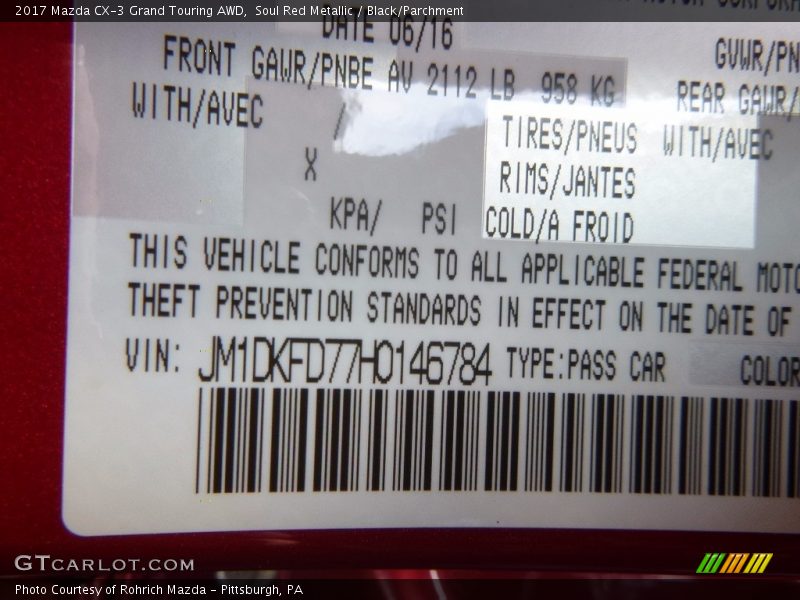 2017 Mazda CX-3 Grand Touring AWD, Soul Red Metallic / Black/Parchment
DATE 06/16
GVWR/PN
FRONT GAWR/PNBE AV 2112 LB 958 KG
REAR GAWR/
WITH/AVEC /
TIRES/PNEUS WITH/AVEC
X
RIMS/JANTES
KPA/ PSI COLD/A FROID
THIS VEHICLE CONFORMS TO ALL APPLICABLE FEDERAL MOTO
THEFT PREVENTION STANDARDS IN EFFECT ON THE DATE OF
VIN: JM1DKFD77H0146784 TYPE:PASS CAR COLOR
GTCARLOT.COM
Photo Courtesy of Rohrich Mazda - Pittsburgh, PA